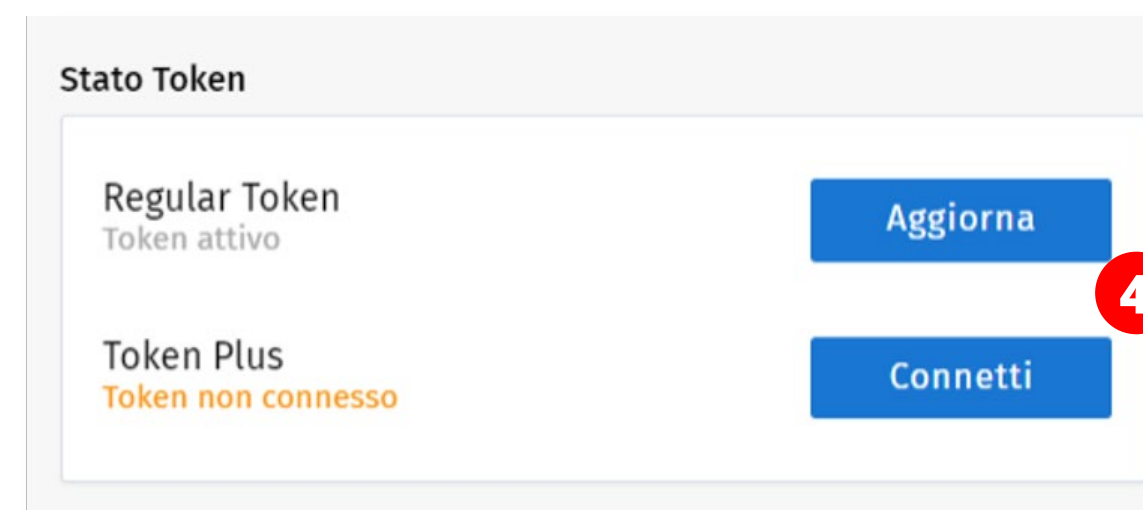 Stato Token
Regular Token
Aggiorna
Token attivo
4
Token Plus
Connetti
Token non connesso